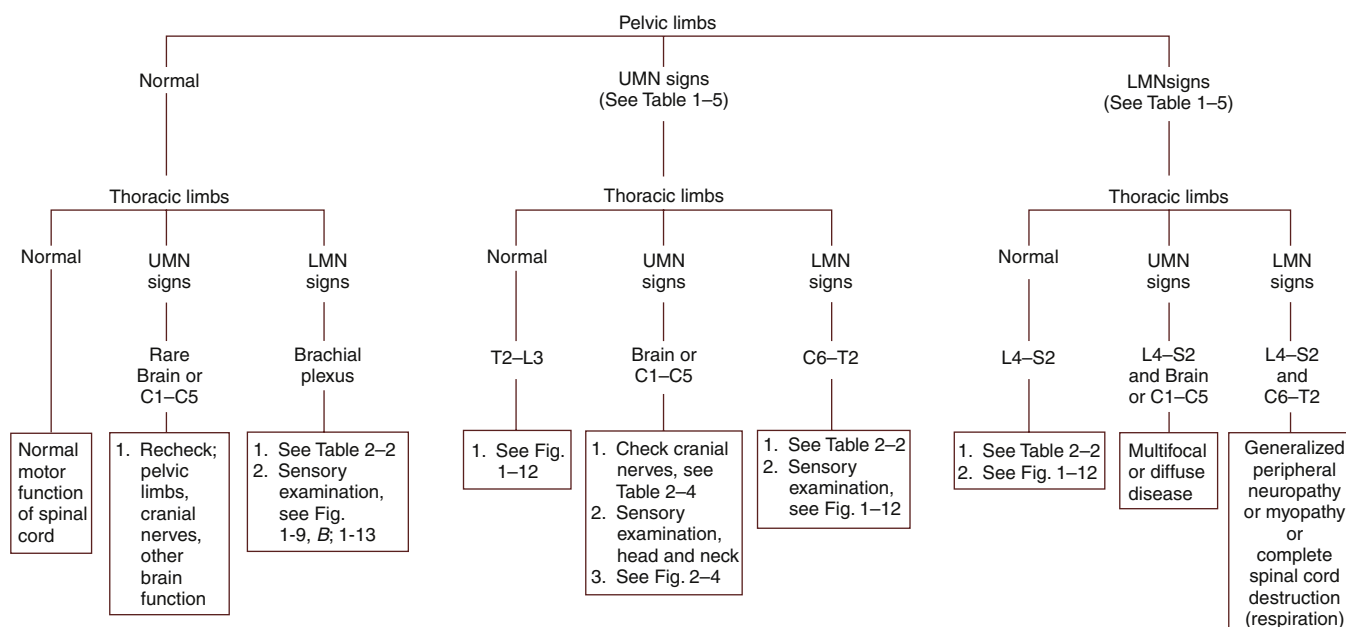 Pelvic limbs
Normal
UMN signs
(See Table 1–5)
LMNsigns
(See Table 1–5)
Thoracic limbs
Normal
UMN
signs
LMN
signs
Rare
Brain or
C1–C5
Brachial
plexus
Normal
motor
function
of spinal
cord
1. Recheck;
pelvic
limbs,
cranial
nerves,
other
brain
function
1. See Table 2–2
2. Sensory
examination,
see Fig.
1-9, B; 1-13
Thoracic limbs
Normal
UMN
signs
LMN
signs
T2–L3
Brain or
C1–C5
C6–T2
1. See Fig.
1–12
1. Check cranial
nerves, see
Table 2–4
2. Sensory
examination,
head and neck
3. See Fig. 2–4
1. See Table 2–2
2. Sensory
examination,
see Fig. 1–12
Thoracic limbs
Normal
UMN
signs
LMN
signs
L4–S2
L4–S2
and Brain
or C1–C5
L4–S2
and
C6–T2
1. See Table 2–2
2. See Fig. 1–12
Multifocal
or diffuse
disease
Generalized
peripheral
neuropathy
or myopathy
or
complete
spinal cord
destruction
(respiration)